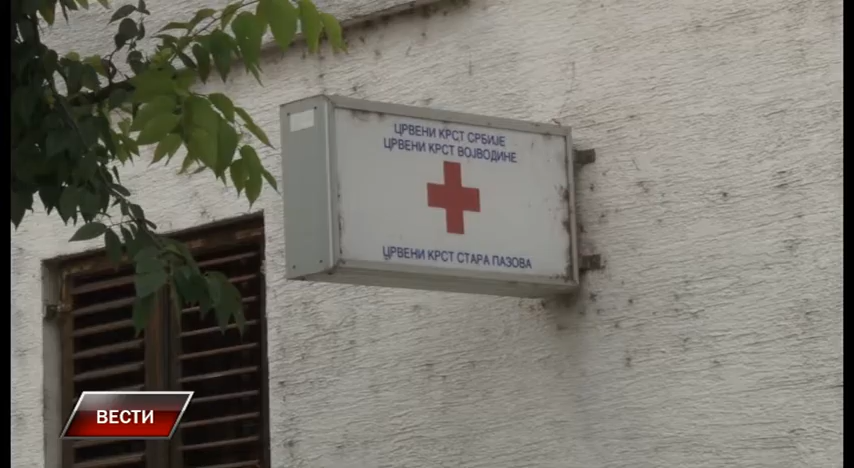 ЦРВЕНИ КРСТ СРБИЈЕ
ЦРВЕНИ КРСТ ВОЈВОДИНЕ
ЦРВЕНИ КРСТ СТАРА ПАЗОВА
ВЕСТИ